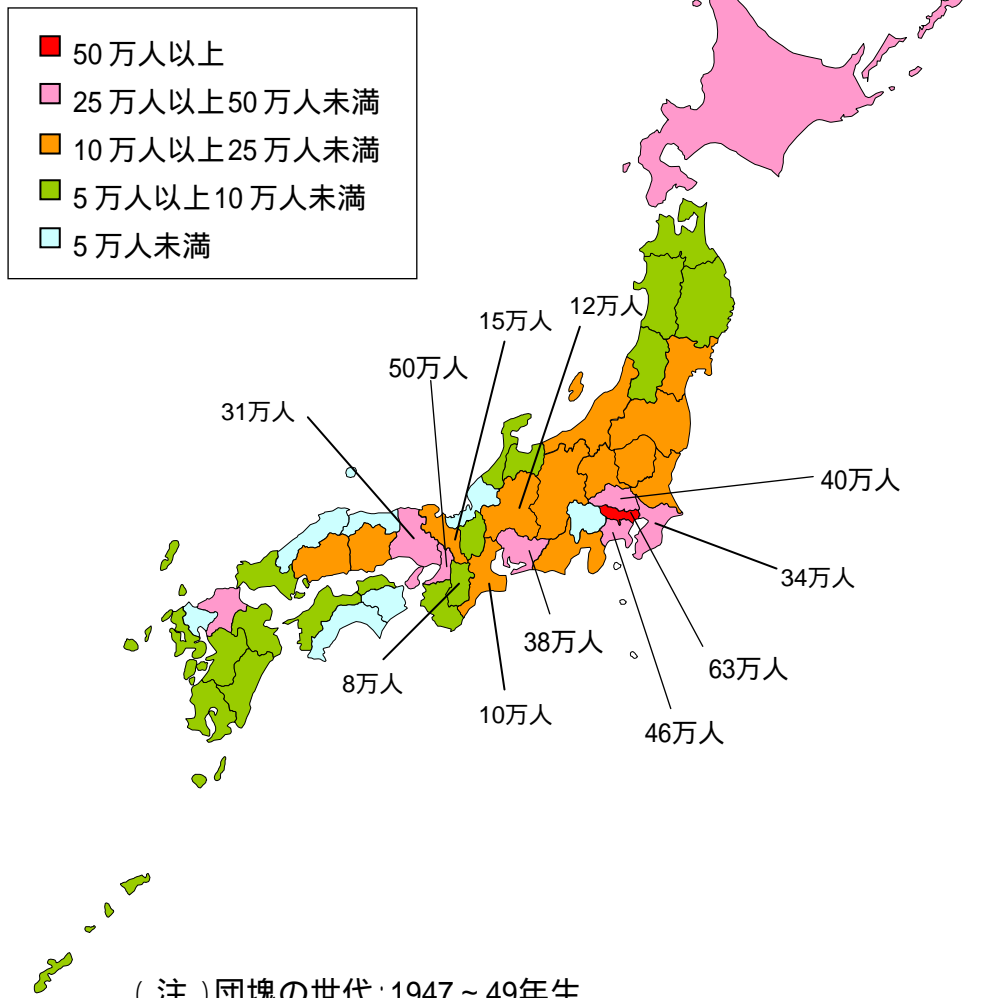 50万人以上
25万人以上50万人未満
10万人以上25万人未満
5万人以上10万人未満
5万人未満
12万人
15万人
50万人
31万人
40万人
34万人
38万人
63万人
8万人
10万人
46万人
(注)団塊の世代:1947~49年生